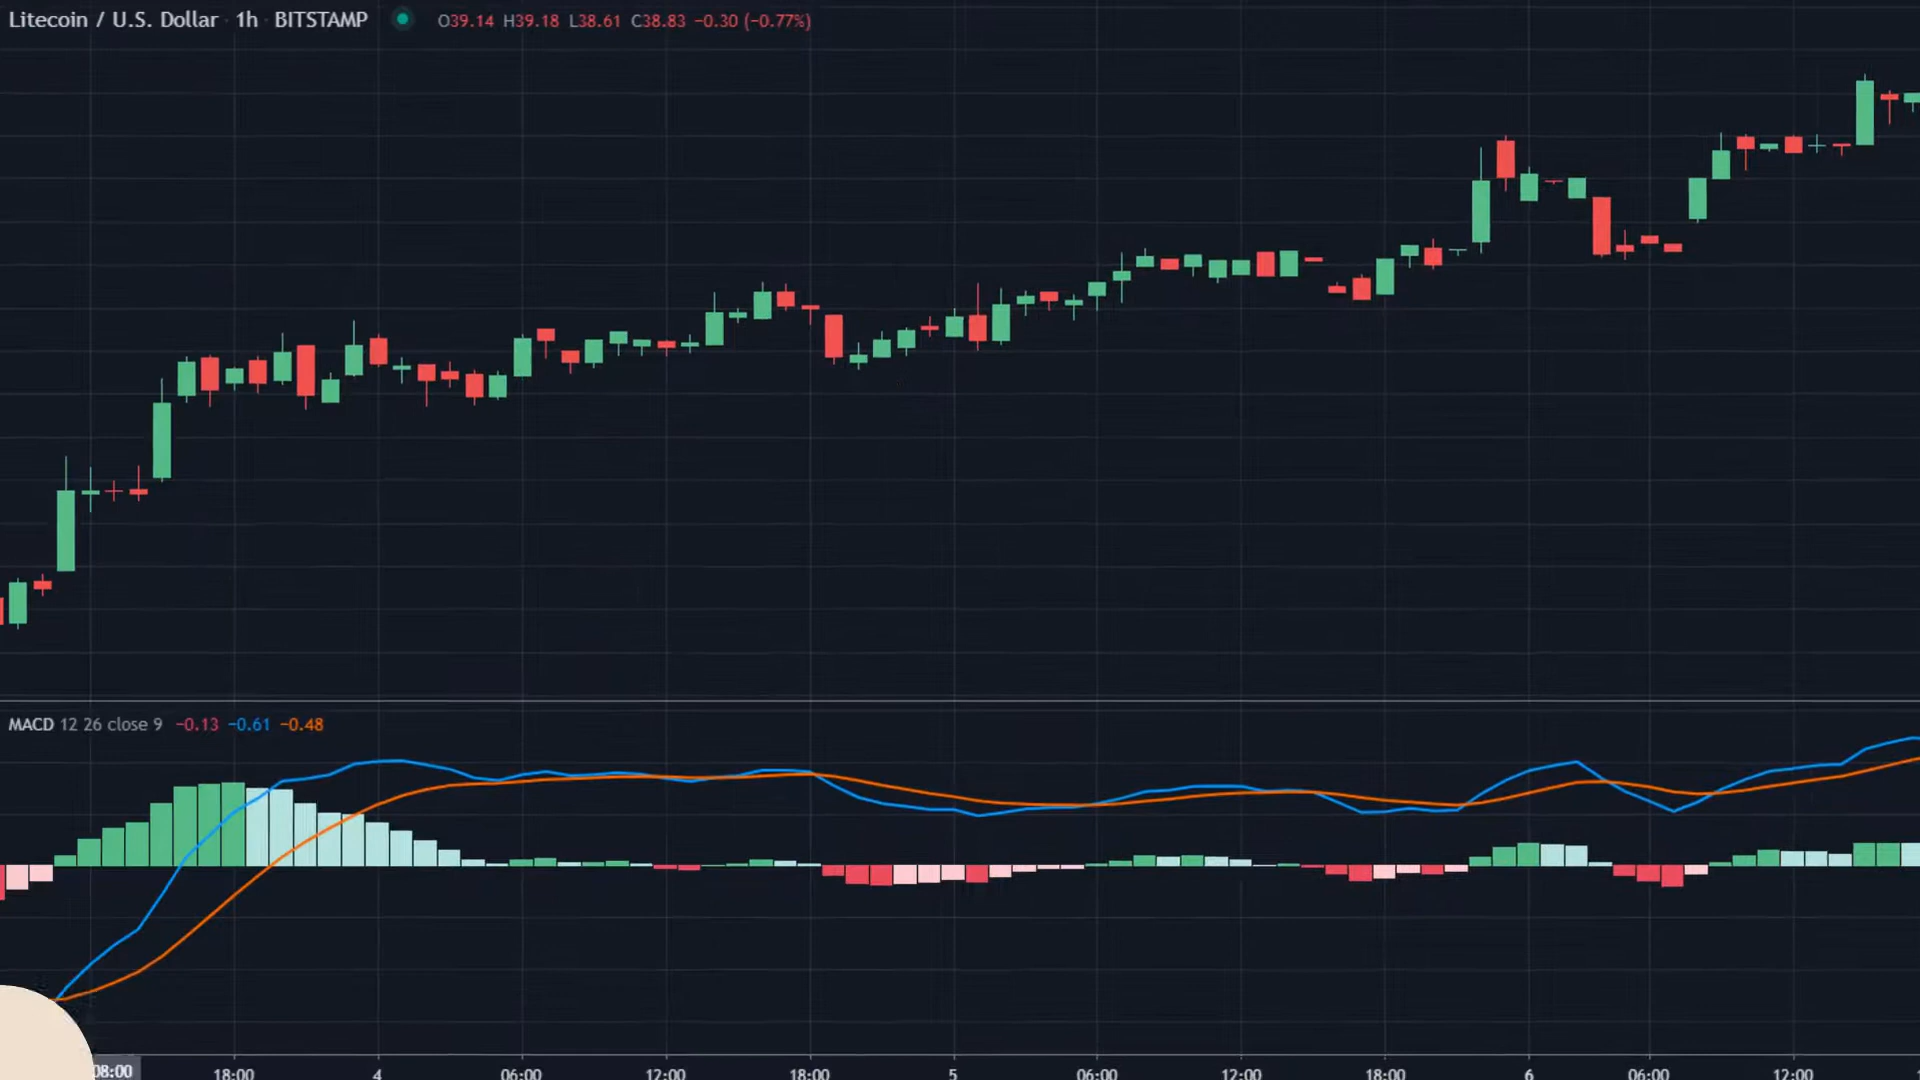 Litecoin / U.S. Dollar · 1h · BITSTAMP O39.14 H39.18 L38.61 C38.83 −0.30 (−0.77%)
MACD 12 26 close 9 −0.13 −0.61 −0.48
08:00 18:00 4 06:00 12:00 18:00 5 06:00 12:00 18:00 6 06:00 12:00